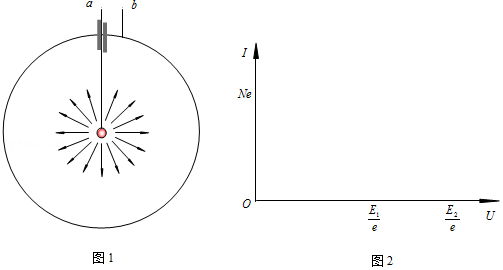 a b
图1
I
Ne
O
E₁/e E₂/e U
图2